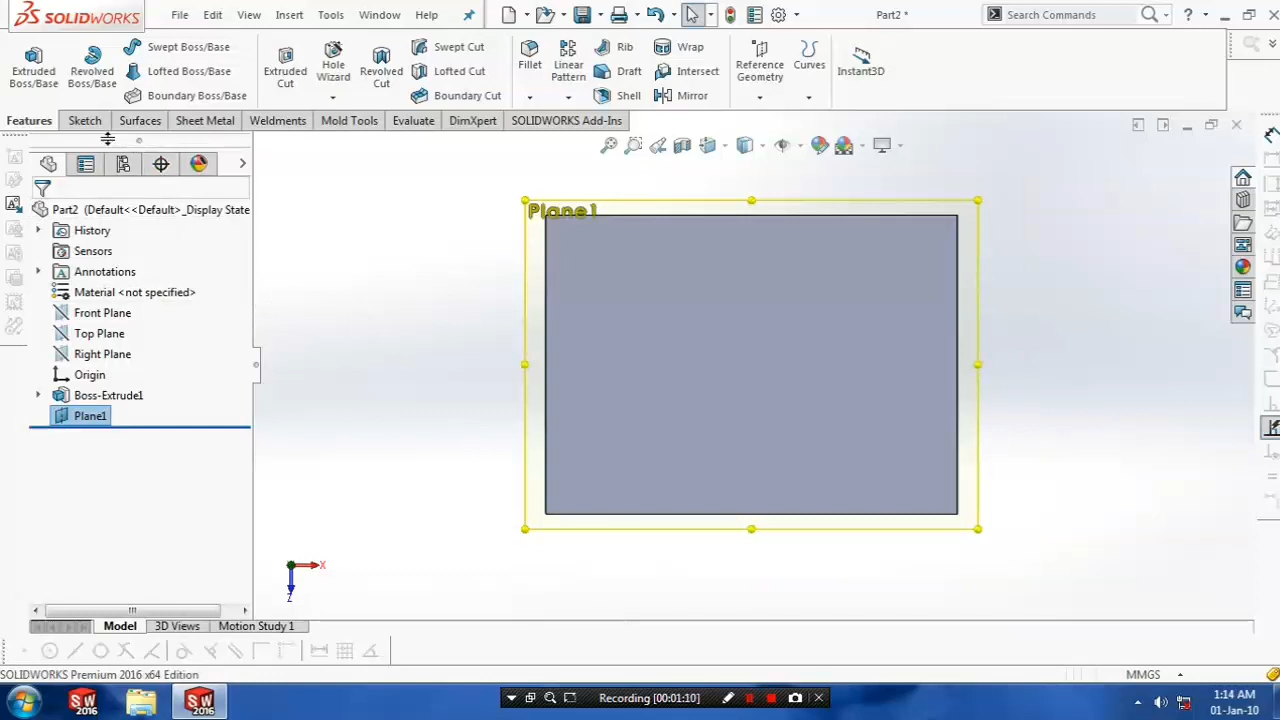 SOLIDWORKS
File Edit View Insert Tools Window Help
Part2 *
Search Commands
?
Extruded Boss/Base
Revolved Boss/Base
Swept Boss/Base
Lofted Boss/Base
Boundary Boss/Base
Extruded Cut
Hole Wizard
Revolved Cut
Swept Cut
Lofted Cut
Boundary Cut
Fillet
Linear Pattern
Rib
Draft
Shell
Wrap
Intersect
Mirror
Reference Geometry
Curves
Instant3D
Features Sketch Surfaces Sheet Metal Weldments Mold Tools Evaluate DimXpert SOLIDWORKS Add-Ins
Part2 (Default<<Default>_Display State
History
Sensors
Annotations
Material <not specified>
Front Plane
Top Plane
Right Plane
Origin
Boss-Extrude1
Plane1
Plane1
X
Z
Model 3D Views Motion Study 1
SOLIDWORKS Premium 2016 x64 Edition
MMGS
SW 2016
SW 2016
Recording [00:01:10]
1:14 AM
01-Jan-10